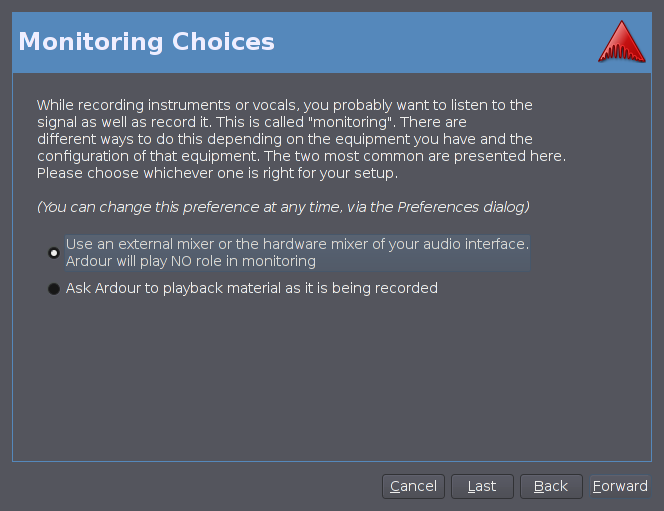 Monitoring Choices
While recording instruments or vocals, you probably want to listen to the
signal as well as record it. This is called "monitoring". There are
different ways to do this depending on the equipment you have and the
configuration of that equipment. The two most common are presented here.
Please choose whichever one is right for your setup.
(You can change this preference at any time, via the Preferences dialog)
Use an external mixer or the hardware mixer of your audio interface.
Ardour will play NO role in monitoring
Ask Ardour to playback material as it is being recorded
Cancel Last Back Forward